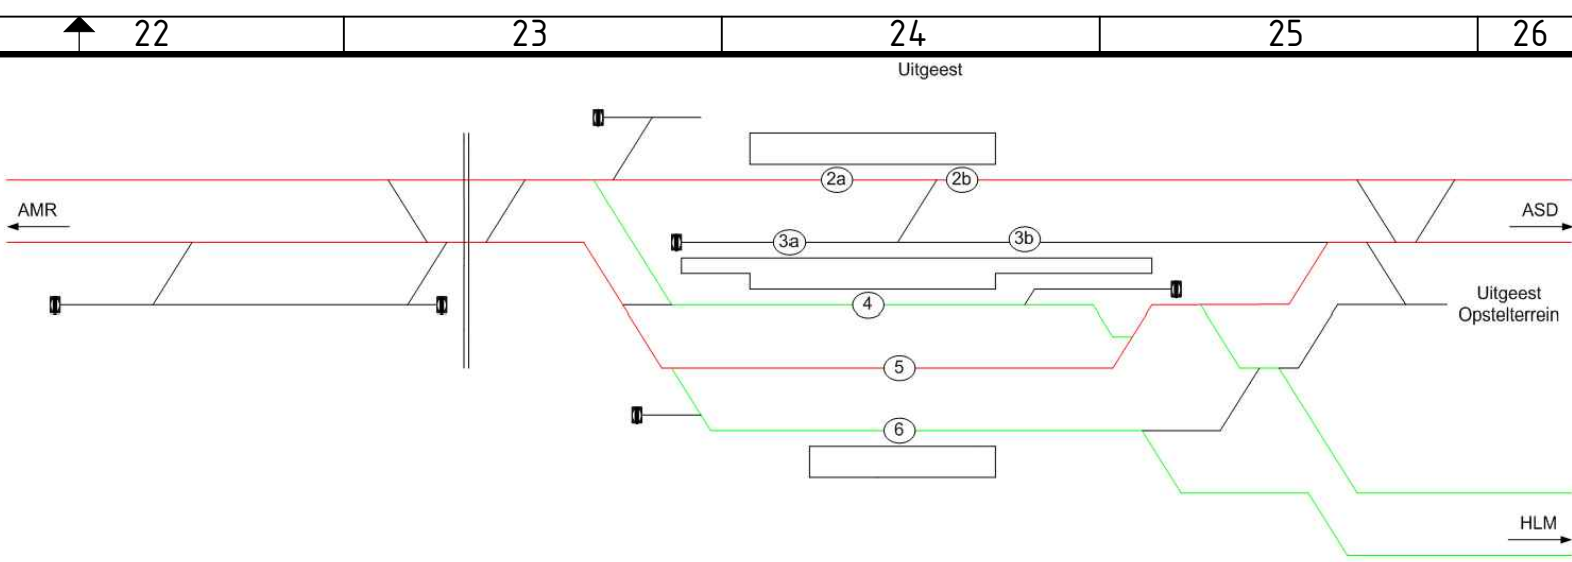 22 23 24 25 26
Uitgeest
2a 2b
AMR ASD
3a 3b
4
Uitgeest
Opstelterrein
5
6
HLM